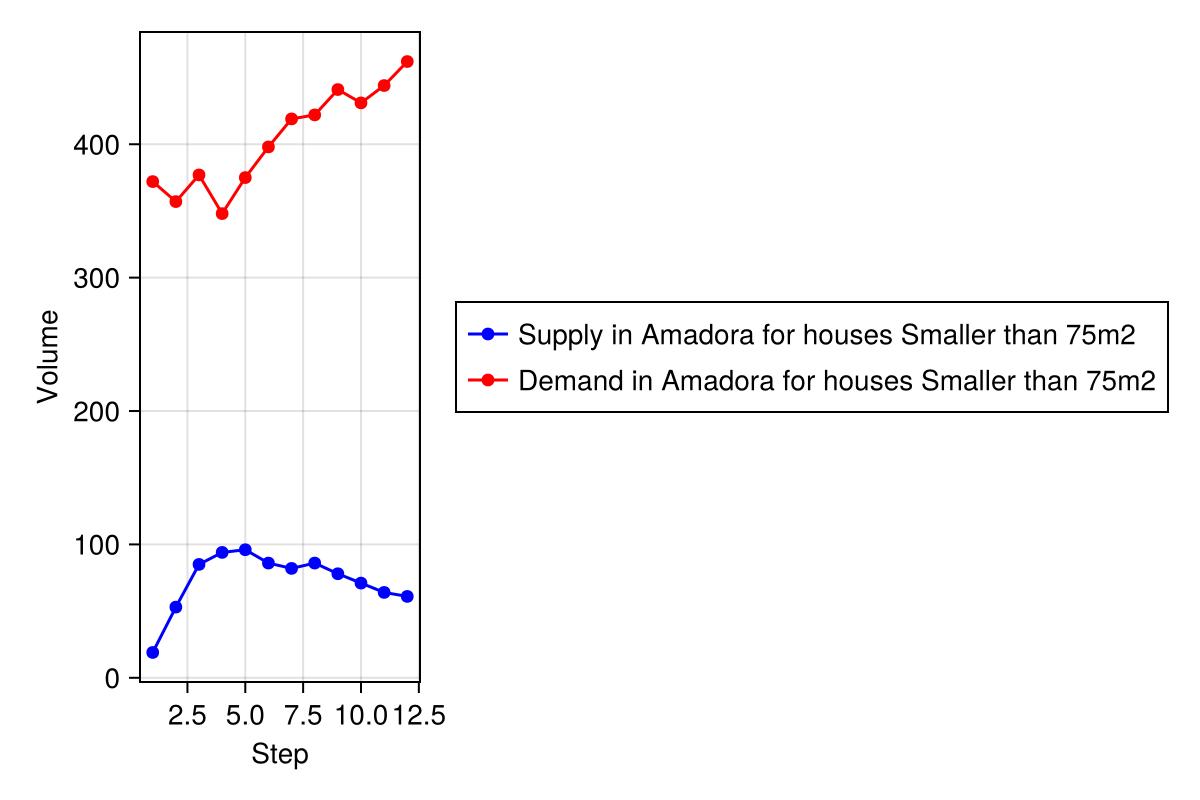 Volume
400
300
200
100
0
2.5 5.0 7.5 10.0 12.5
Step
Supply in Amadora for houses Smaller than 75m2
Demand in Amadora for houses Smaller than 75m2